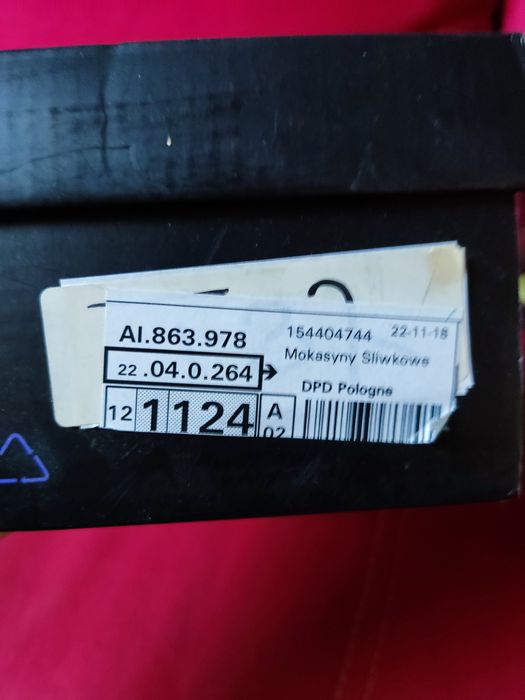 AI.863.978
22.04.0.264→
12 1124 A
02
154404744 22-11-18
Mokasyny Sliwkowe
DPD Pologne